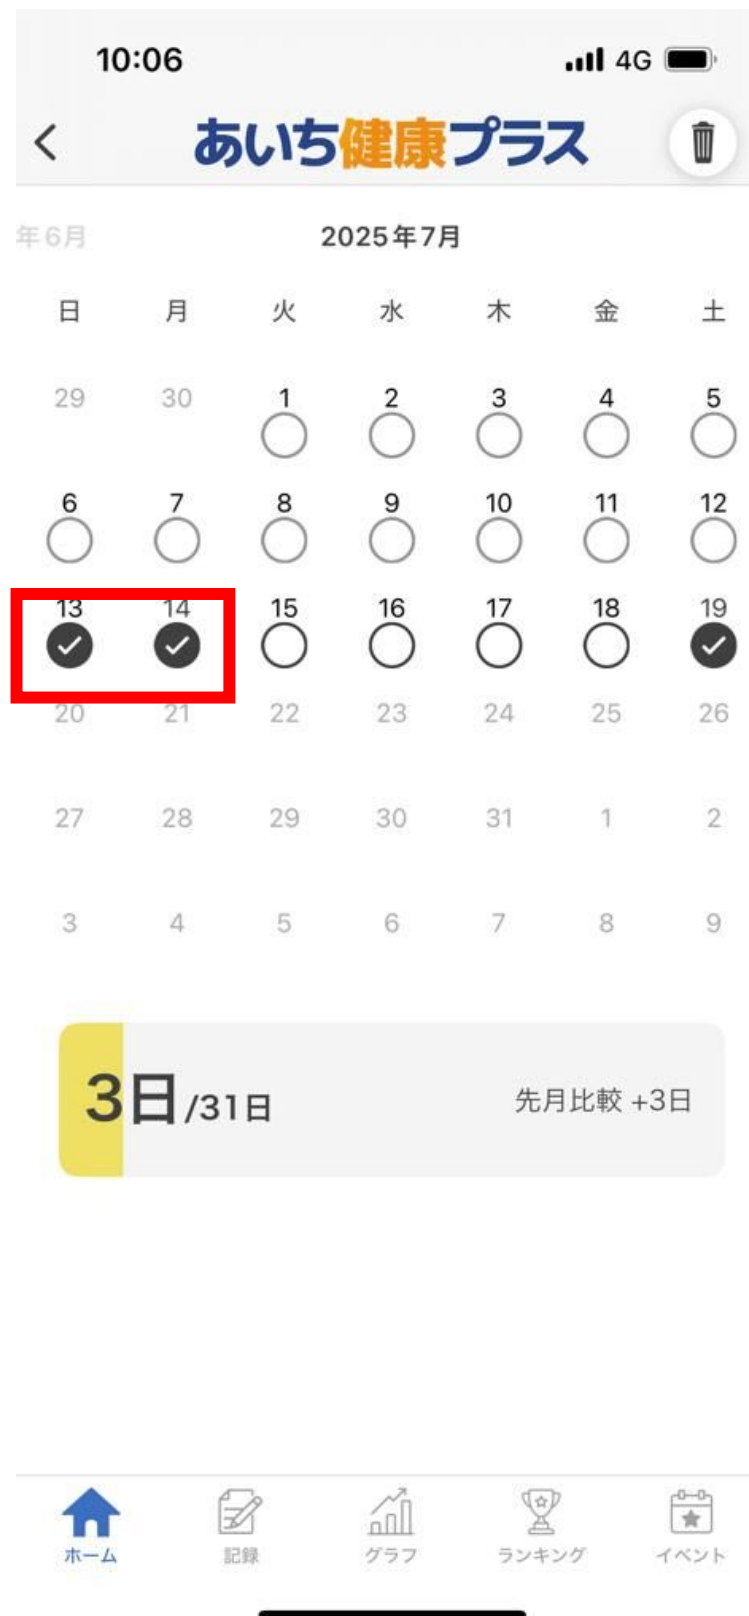 10:06 4G
あいち健康プラス
年6月 2025年7月
日 月 火 水 木 金 土
29 30 1 2 3 4 5
6 7 8 9 10 11 12
13 14 15 16 17 18 19
20 21 22 23 24 25 26
27 28 29 30 31 1 2
3 4 5 6 7 8 9
3日/31日 先月比較 +3日
ホーム 記録 グラフ ランキング イベント